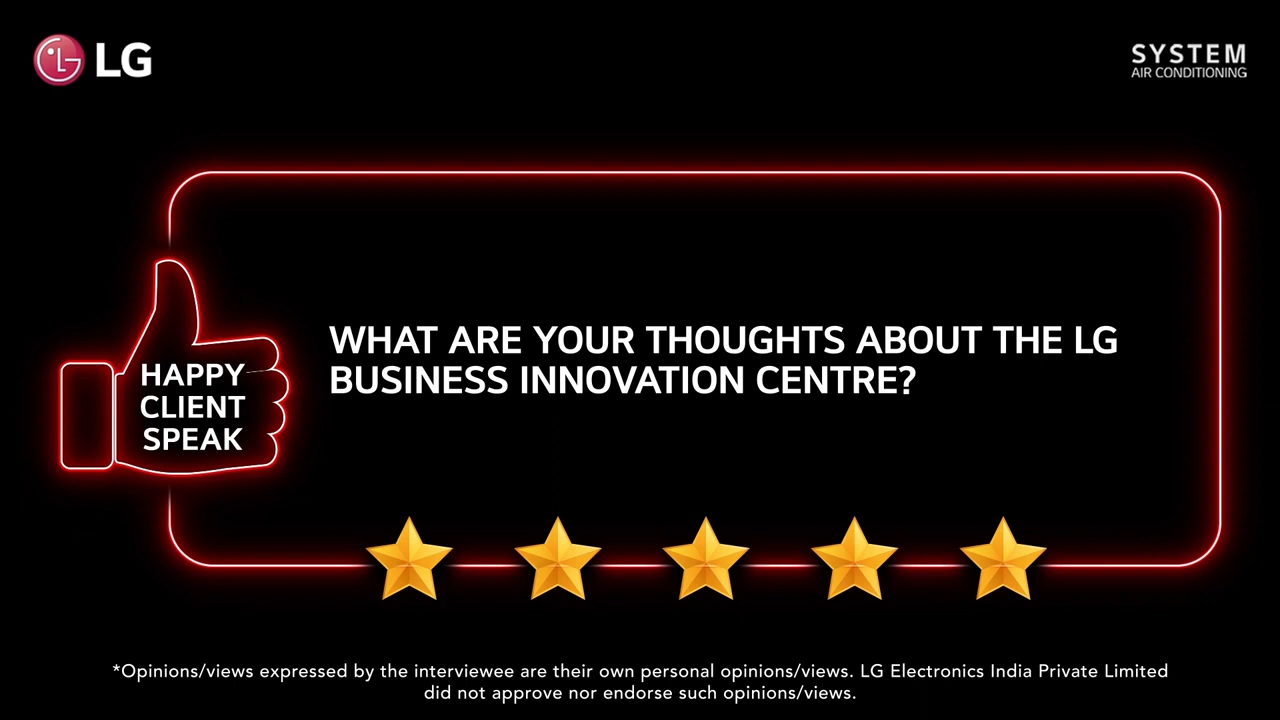 LG
SYSTEM
AIR CONDITIONING
WHAT ARE YOUR THOUGHTS ABOUT THE LG
BUSINESS INNOVATION CENTRE?
HAPPY
CLIENT
SPEAK
*Opinions/views expressed by the interviewee are their own personal opinions/views. LG Electronics India Private Limited
did not approve nor endorse such opinions/views.